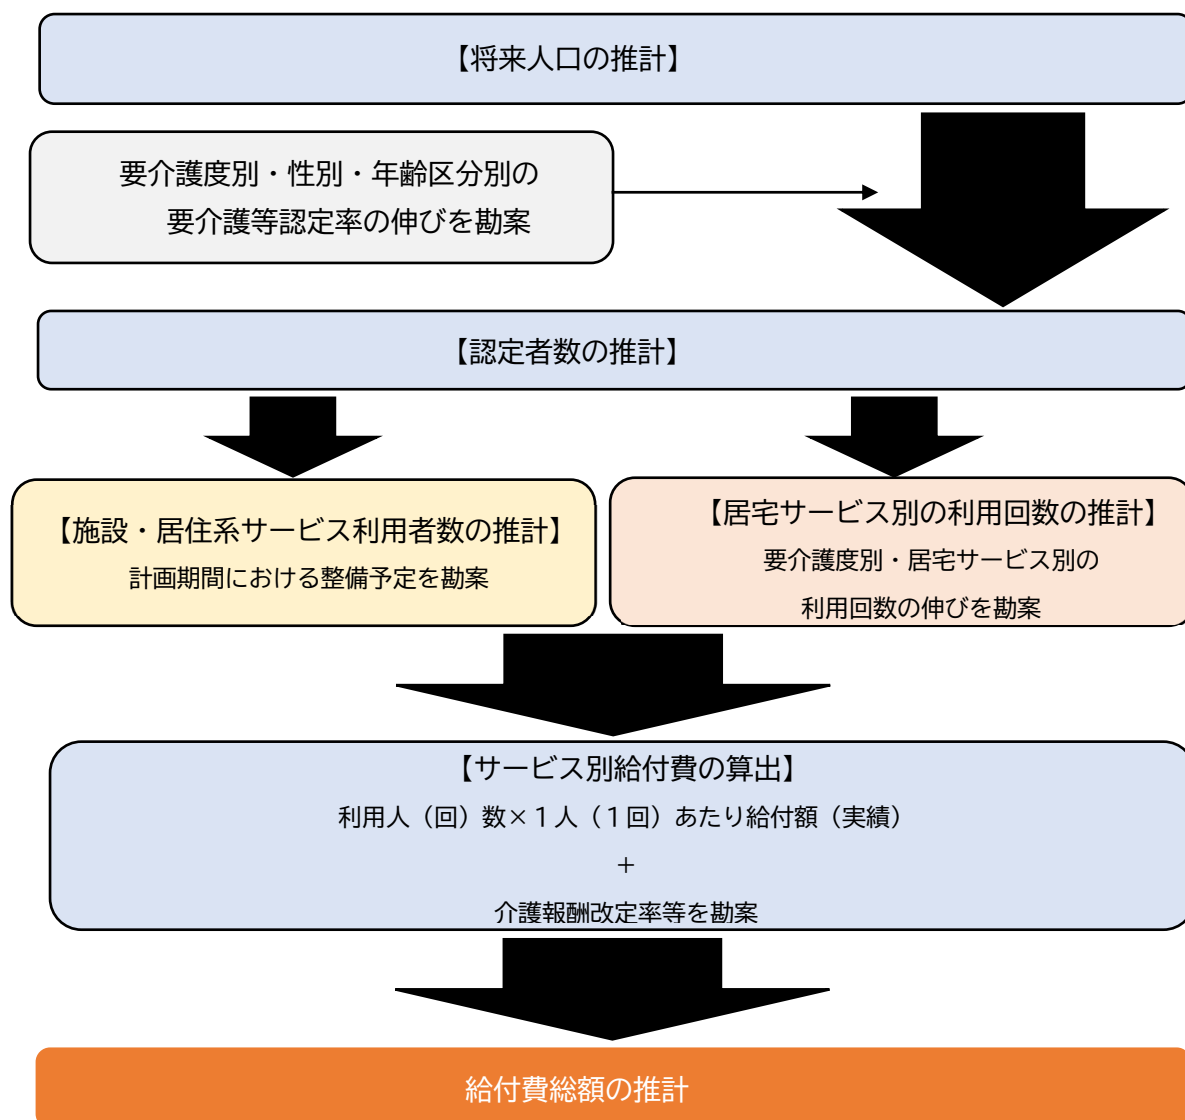 【将来人口の推計】
要介護度別・性別・年齢区分別の
要介護等認定率の伸びを勘案
【認定者数の推計】
【施設・居住系サービス利用者数の推計】
計画期間における整備予定を勘案
【居宅サービス別の利用回数の推計】
要介護度別・居宅サービス別の
利用回数の伸びを勘案
【サービス別給付費の算出】
利用人（回）数×１人（１回）あたり給付額（実績）
＋
介護報酬改定率等を勘案
給付費総額の推計